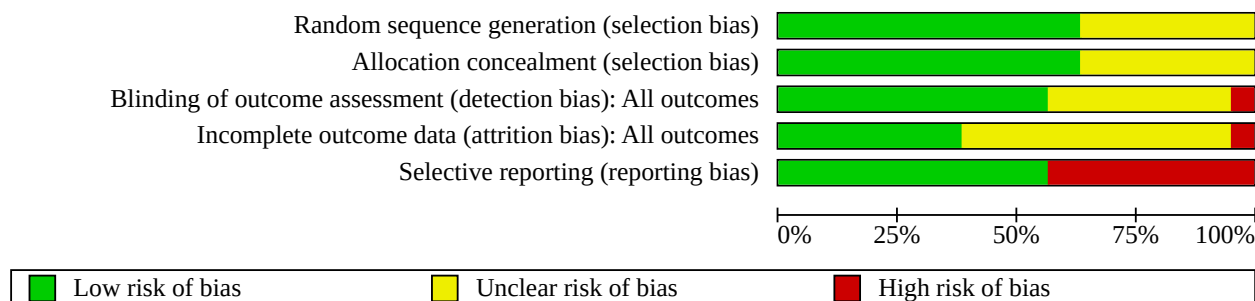 Random sequence generation (selection bias)
Allocation concealment (selection bias)
Blinding of outcome assessment (detection bias): All outcomes
Incomplete outcome data (attrition bias): All outcomes
Selective reporting (reporting bias)
0% 25% 50% 75% 100%
Low risk of bias Unclear risk of bias High risk of bias